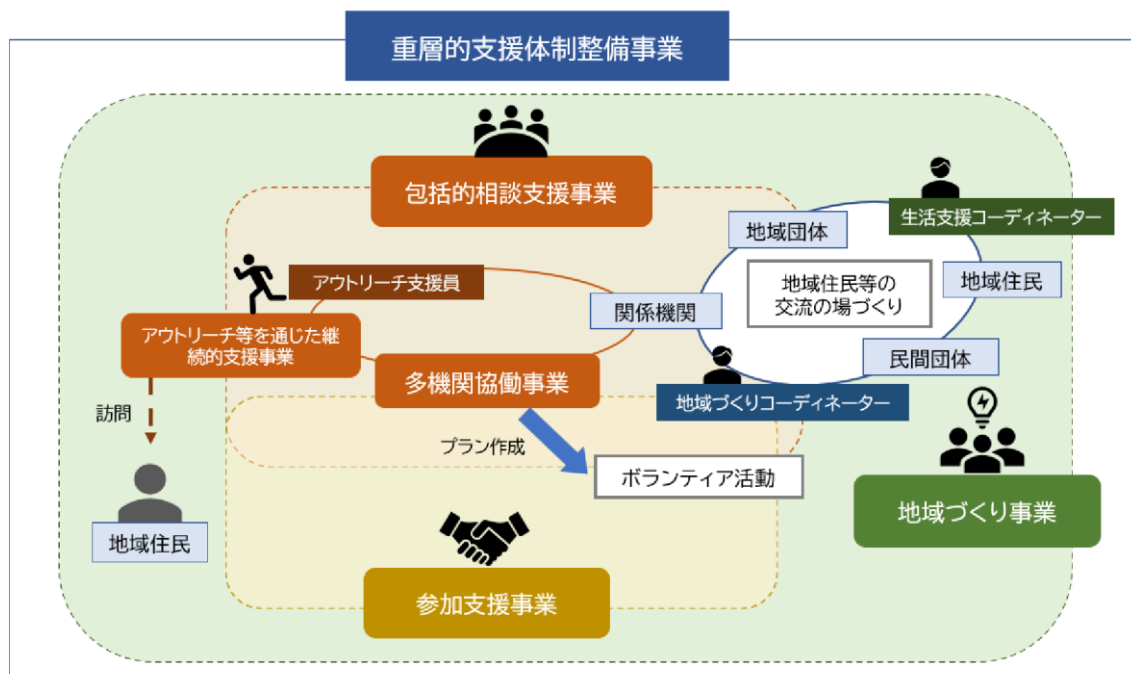 重層的支援体制整備事業
包括的相談支援事業
生活支援コーディネーター
地域団体
アウトリーチ支援員
地域住民等の
交流の場づくり
地域住民
関係機関
アウトリーチ等を通じた継
続的支援事業
民間団体
多機関協働事業
地域づくりコーディネーター
訪問
プラン作成
ボランティア活動
地域づくり事業
地域住民
参加支援事業